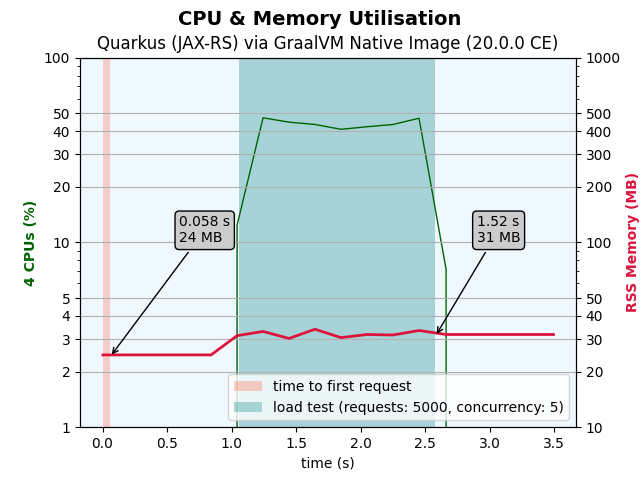 CPU & Memory Utilisation
Quarkus (JAX-RS) via GraalVM Native Image (20.0.0 CE)
100
50
40
30
20
10
5
4
3
2
1
4 CPUs (%)
1000
500
400
300
200
100
50
40
30
20
10
RSS Memory (MB)
0.058 s
24 MB
1.52 s
31 MB
time to first request
load test (requests: 5000, concurrency: 5)
0.0 0.5 1.0 1.5 2.0 2.5 3.0 3.5
time (s)